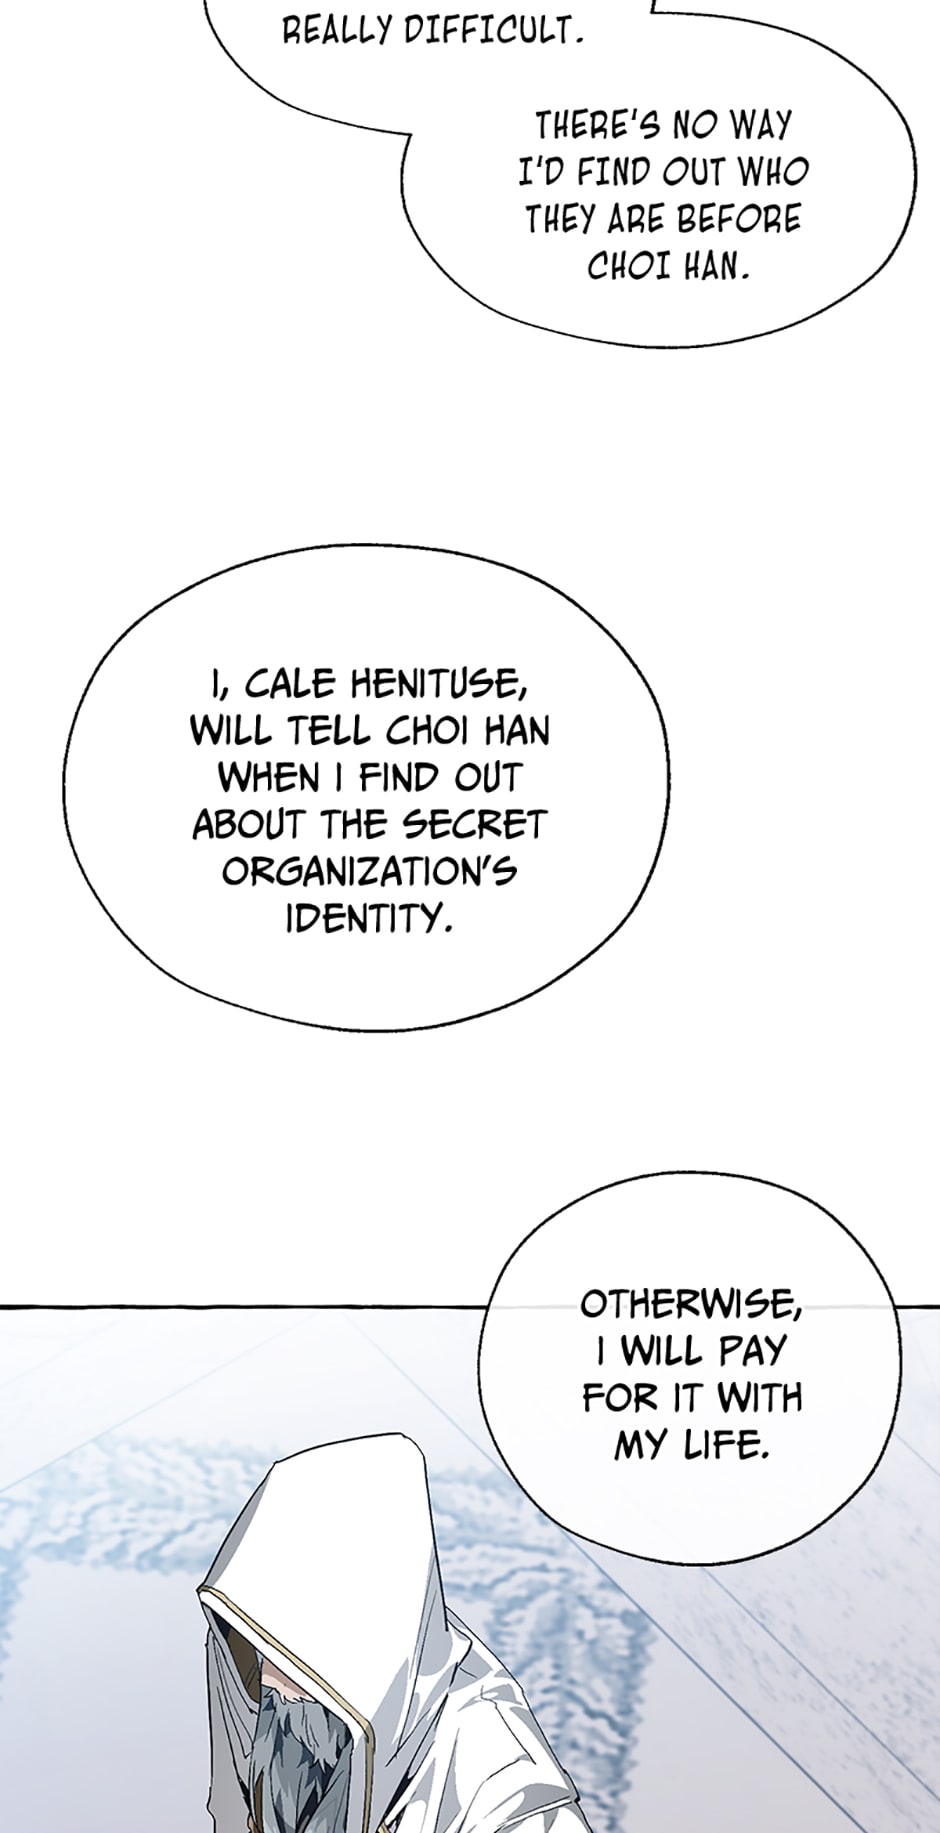 REALLY DIFFICULT.
THERE'S NO WAY
I'D FIND OUT WHO
THEY ARE BEFORE
CHOI HAN.
I, CALE HENITUSE,
WILL TELL CHOI HAN
WHEN I FIND OUT
ABOUT THE SECRET
ORGANIZATION'S
IDENTITY.
OTHERWISE,
I WILL PAY
FOR IT WITH
MY LIFE.